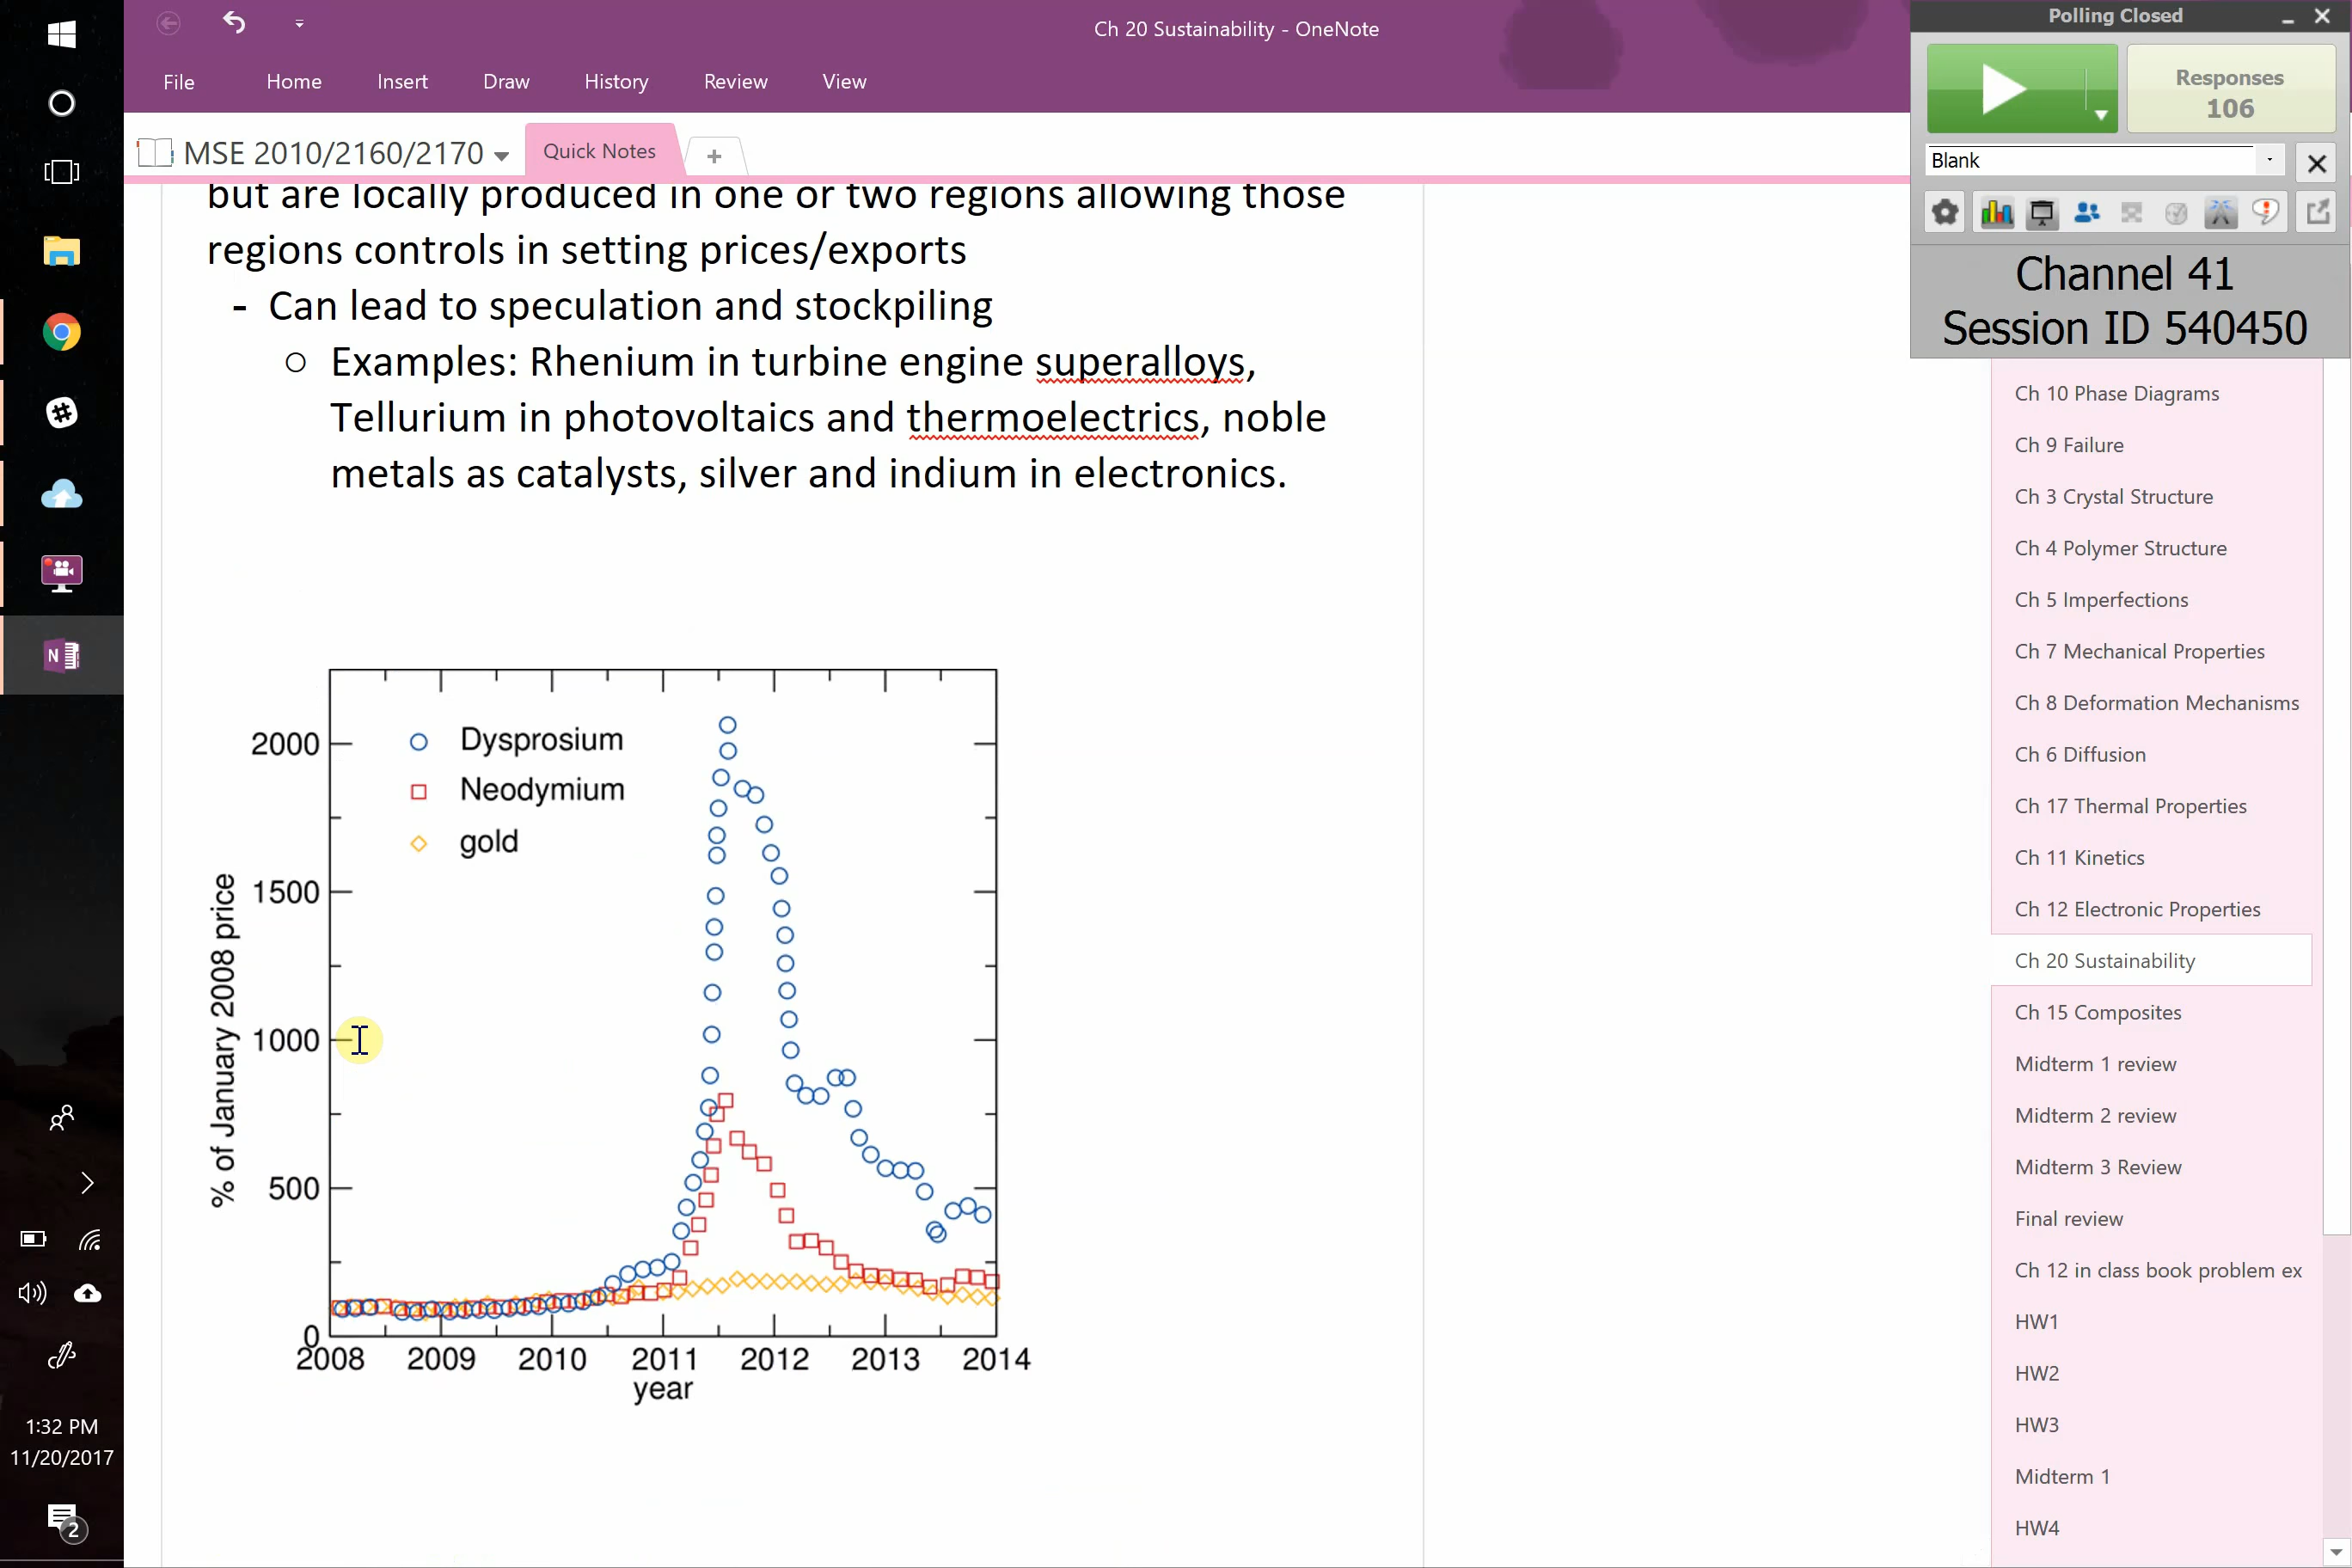 Ch 20 Sustainability - OneNote
File Home Insert Draw History Review View
MSE 2010/2160/2170
Quick Notes
+
Polling Closed
Responses
106
Blank
Channel 41
Session ID 540450
but are locally produced in one or two regions allowing those
regions controls in setting prices/exports
- Can lead to speculation and stockpiling
○ Examples: Rhenium in turbine engine superalloys,
Tellurium in photovoltaics and thermoelectrics, noble
metals as catalysts, silver and indium in electronics.
Dysprosium
Neodymium
gold
% of January 2008 price
2000
1500
1000
500
0
2008 2009 2010 2011 2012 2013 2014
year
Ch 10 Phase Diagrams
Ch 9 Failure
Ch 3 Crystal Structure
Ch 4 Polymer Structure
Ch 5 Imperfections
Ch 7 Mechanical Properties
Ch 8 Deformation Mechanisms
Ch 6 Diffusion
Ch 17 Thermal Properties
Ch 11 Kinetics
Ch 12 Electronic Properties
Ch 20 Sustainability
Ch 15 Composites
Midterm 1 review
Midterm 2 review
Midterm 3 Review
Final review
Ch 12 in class book problem ex
HW1
HW2
HW3
Midterm 1
HW4
N
1:32 PM
11/20/2017
2